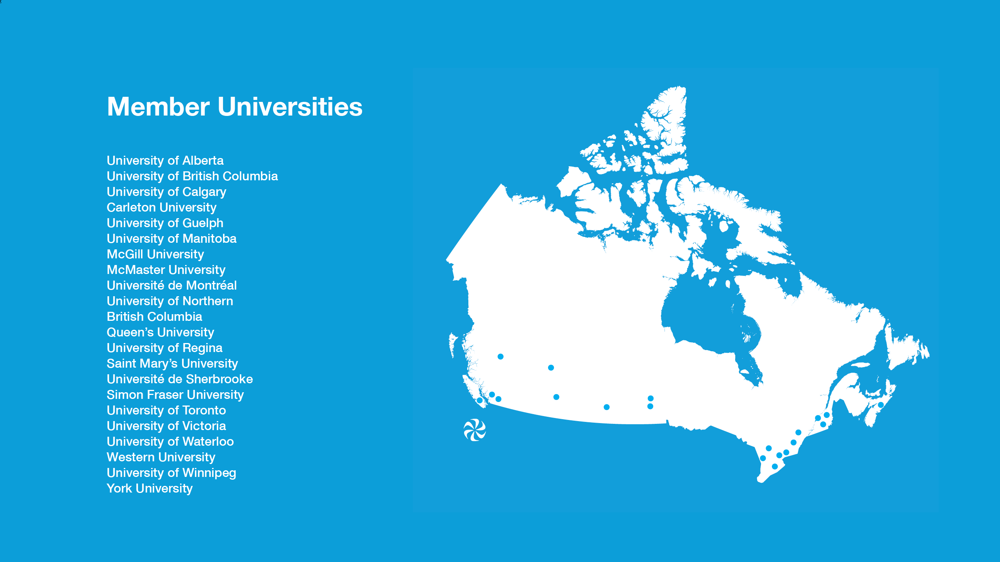 z
Member Universities
University of Alberta
University of British Columbia
University of Calgary
Carleton University
University of Guelph
University of Manitoba
McGill University
McMaster University
Université de Montréal
University of Northern
British Columbia
Queen’s University
University of Regina
Saint Mary’s University
Université de Sherbrooke
Simon Fraser University
University of Toronto
University of Victoria
University of Waterloo
Western University
University of Winnipeg
York University